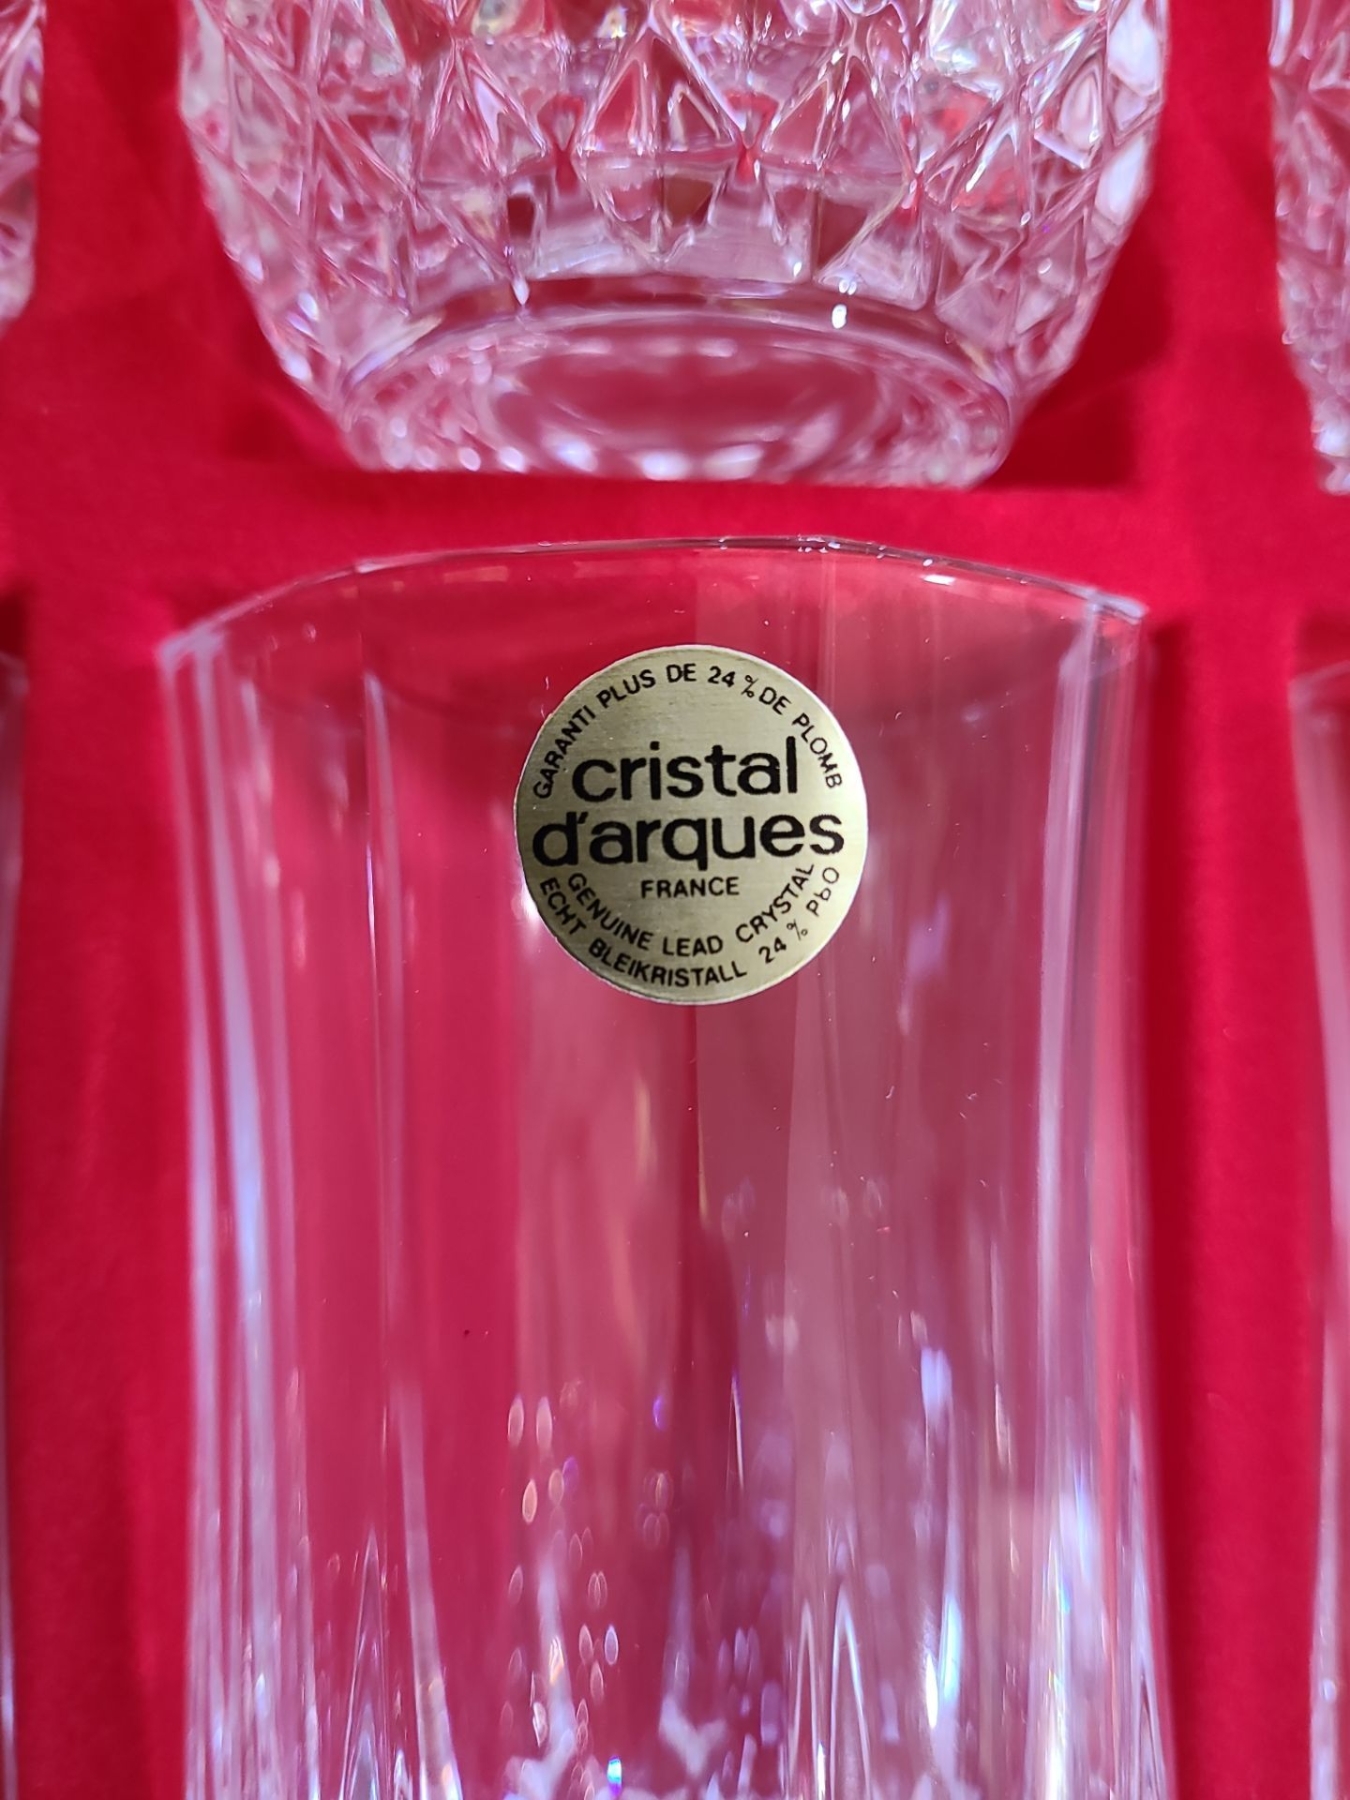 GARANTI PLUS DE 24 % DE PLOMB
cristal
d'arques
FRANCE
GENUINE LEAD CRYSTAL
ECHT BLEIKRISTALL 24 % PbO